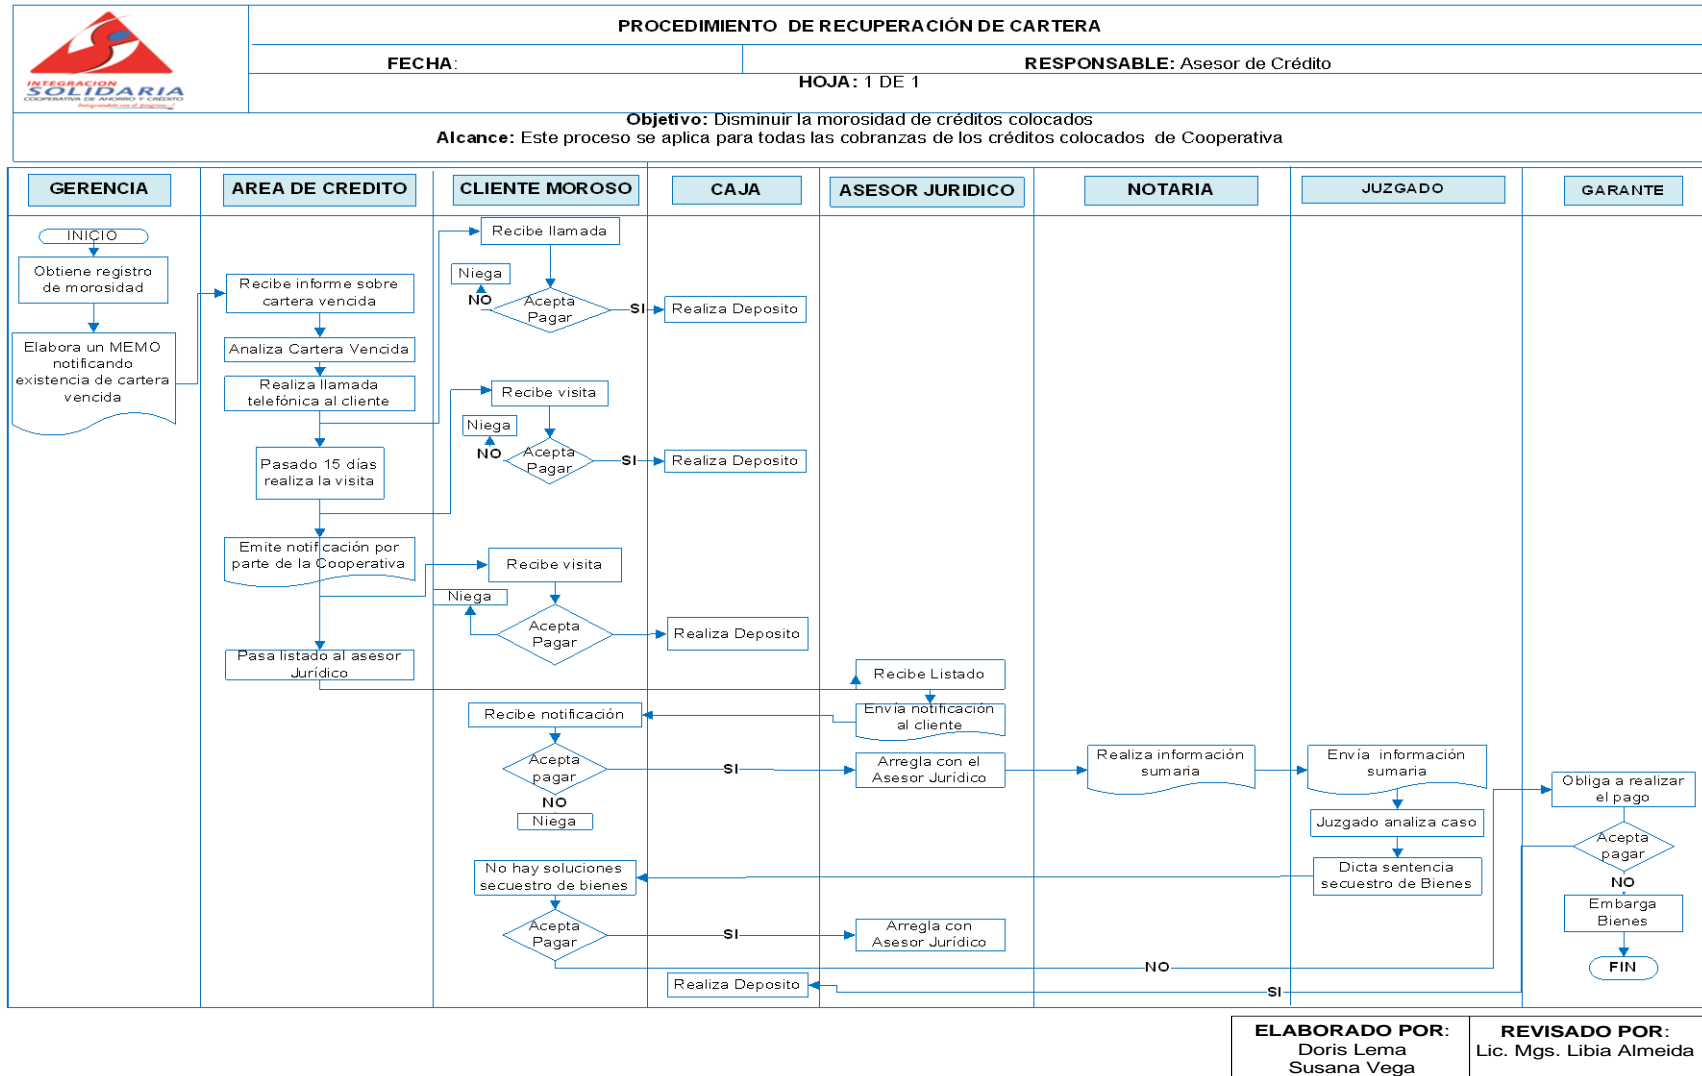 PROCEDIMIENTO DE RECUPERACIÓN DE CARTERA
INTEGRACION
SOLIDARIA
COOPERATIVA DE AHORRO Y CRÉDITO
FECHA:
RESPONSABLE: Asesor de Crédito
HOJA: 1 DE 1
Objetivo: Disminuir la morosidad de créditos colocados
Alcance: Este proceso se aplica para todas las cobranzas de los créditos colocados de Cooperativa
GERENCIA
AREA DE CREDITO
CLIENTE MOROSO
CAJA
ASESOR JURIDICO
NOTARIA
JUZGADO
GARANTE
INICIO
Obtiene registro
de morosidad
Elabora un MEMO
notificando
existencia de cartera
vencida
Recibe informe sobre
cartera vencida
Analiza Cartera Vencida
Realiza llamada
telefónica al cliente
Pasado 15 días
realiza la visita
Emite notificación por
parte de la Cooperativa
Pasa listado al asesor
Jurídico
Recibe llamada
Niega
NO
Acepta
Pagar
SI
Realiza Deposito
Recibe visita
Niega
NO
Acepta
Pagar
SI
Realiza Deposito
Recibe visita
Niega
Acepta
Pagar
Realiza Deposito
Recibe Listado
Envía notificación
al cliente
Recibe notificación
Acepta
pagar
NO
Niega
SI
Arregla con el
Asesor Jurídico
Realiza información
sumaria
Envía información
sumaria
Juzgado analiza caso
Dicta sentencia
secuestro de Bienes
No hay soluciones
secuestro de bienes
Acepta
Pagar
SI
Arregla con
Asesor Jurídico
NO
Obliga a realizar
el pago
Acepta
pagar
NO
Embarga
Bienes
FIN
SI
Realiza Deposito
ELABORADO POR:
Doris Lema
Susana Vega
REVISADO POR:
Lic. Mgs. Libia Almeida